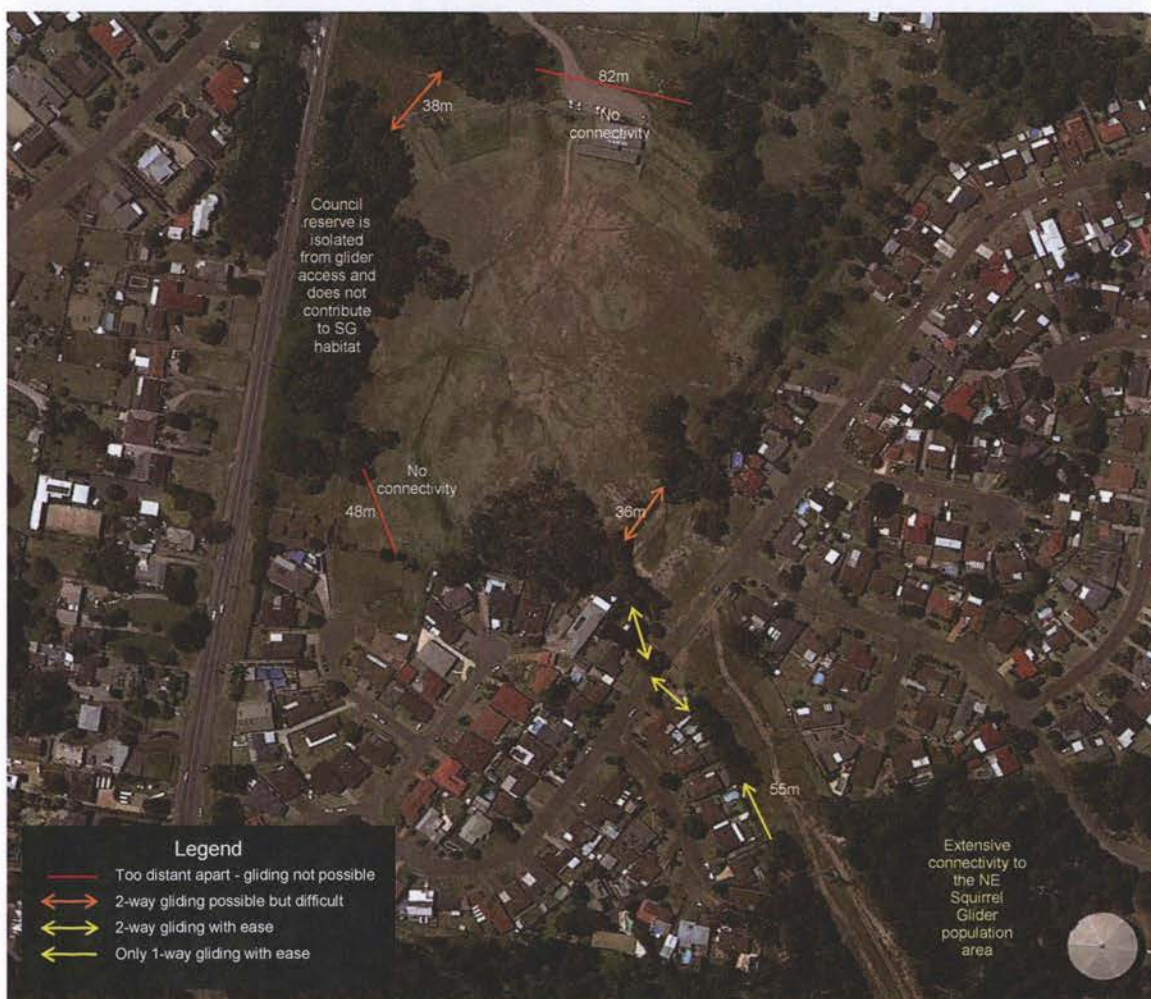 82m
38m
No
connectivity
Council
reserve is
isolated
from glider
access and
does not
contribute
to SG
habitat
No
connectivity
48m
36m
55m
Legend
Too distant apart - gliding not possible
2-way gliding possible but difficult
2-way gliding with ease
Only 1-way gliding with ease
Extensive
connectivity to
the NE
Squirrel
Glider
population
area